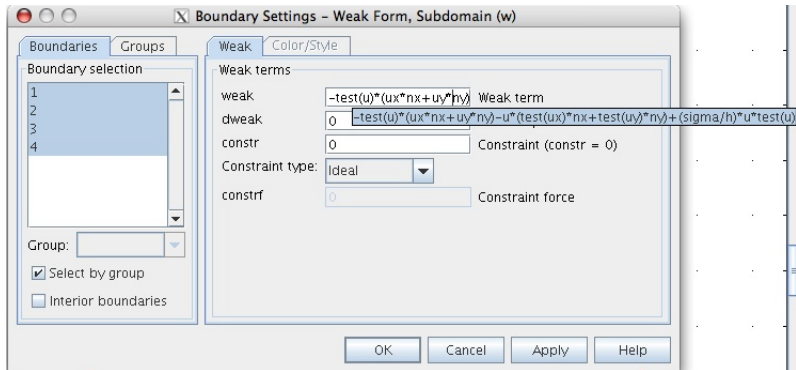 Boundary Settings - Weak Form, Subdomain (w)
Boundaries Groups
Weak Color/Style
Boundary selection
1
2
3
4
Group:
Select by group
Interior boundaries
Weak terms
weak -test(u)*(ux*nx+uy*ny) Weak term
-test(u)*(ux*nx+uy*ny)-u*(test(ux)*nx+test(uy)*ny)+(sigma/h)*u*test(u)
dweak 0
constr 0 Constraint (constr = 0)
Constraint type: Ideal
constrf 0 Constraint force
OK Cancel Apply Help